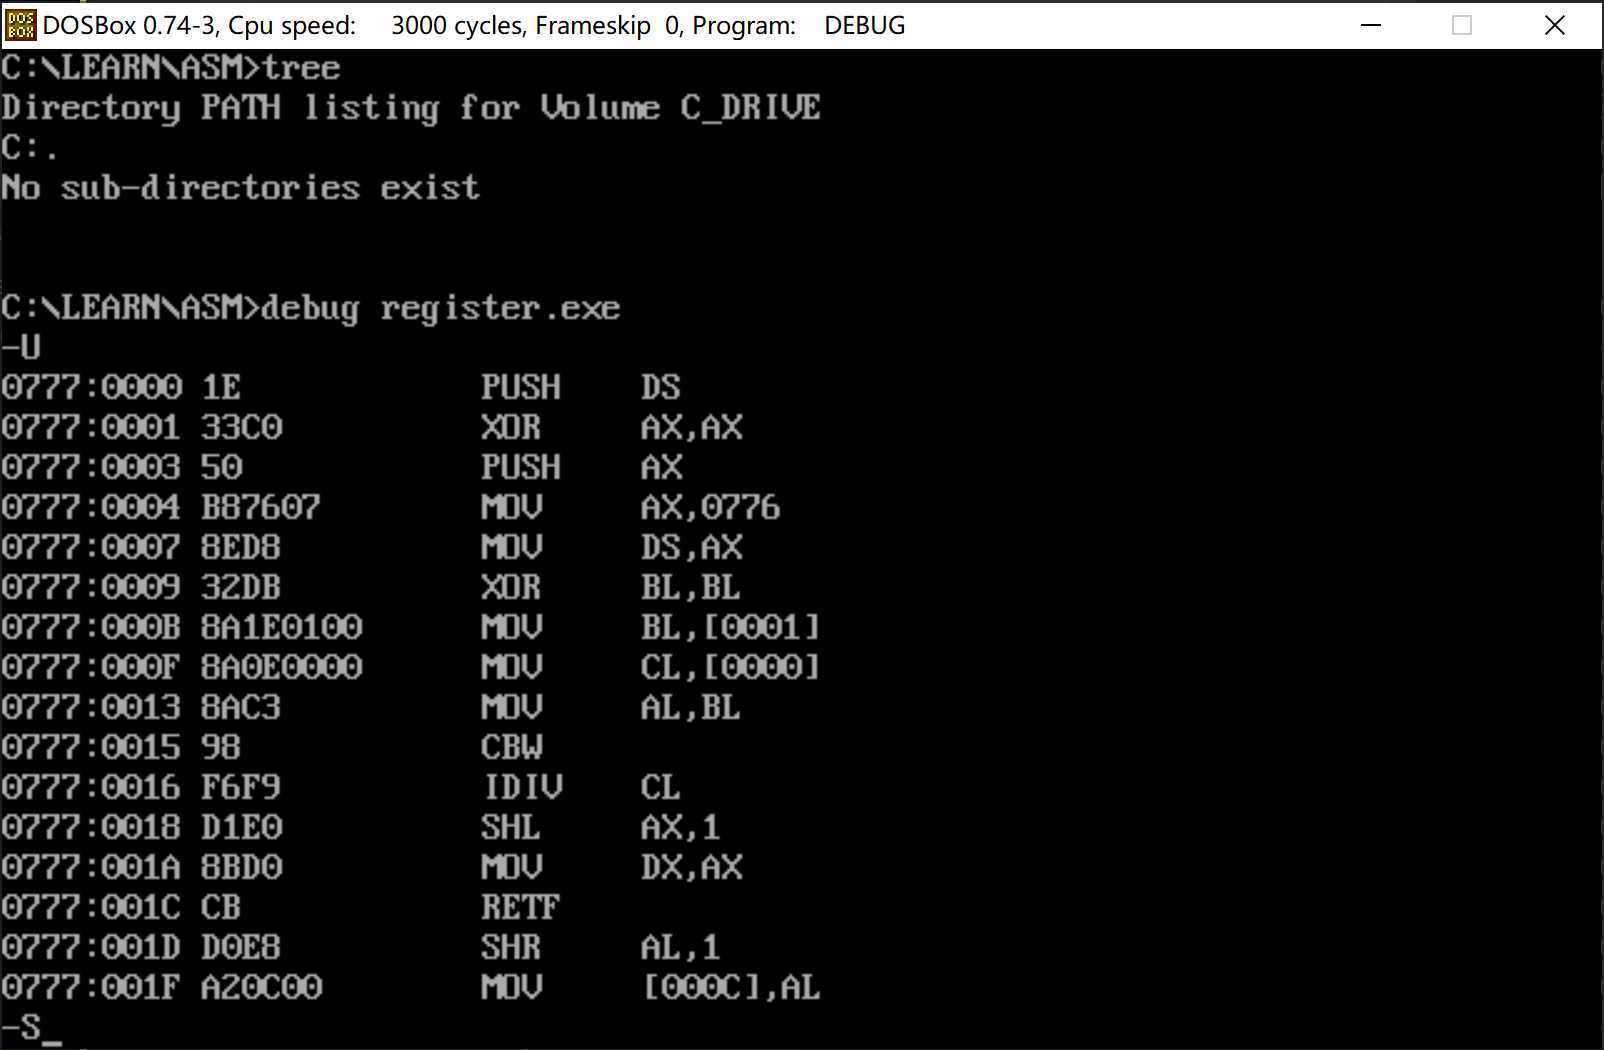 DOSBox 0.74-3, Cpu speed: 3000 cycles, Frameskip 0, Program: DEBUG
C:\LEARN\ASM>tree
Directory PATH listing for Volume C_DRIVE
C:.
No sub-directories exist
C:\LEARN\ASM>debug register.exe
-U
0777:0000 1E PUSH DS
0777:0001 33C0 XOR AX,AX
0777:0003 50 PUSH AX
0777:0004 B87607 MOV AX,0776
0777:0007 8ED8 MOV DS,AX
0777:0009 32DB XOR BL,BL
0777:000B 8A1E0100 MOV BL,[0001]
0777:000F 8A0E0000 MOV CL,[0000]
0777:0013 8AC3 MOV AL,BL
0777:0015 98 CBW
0777:0016 F6F9 IDIV CL
0777:0018 D1E0 SHL AX,1
0777:001A 8BD0 MOV DX,AX
0777:001C CB RETF
0777:001D D0E8 SHR AL,1
0777:001F A20C00 MOV [000C],AL
-S_